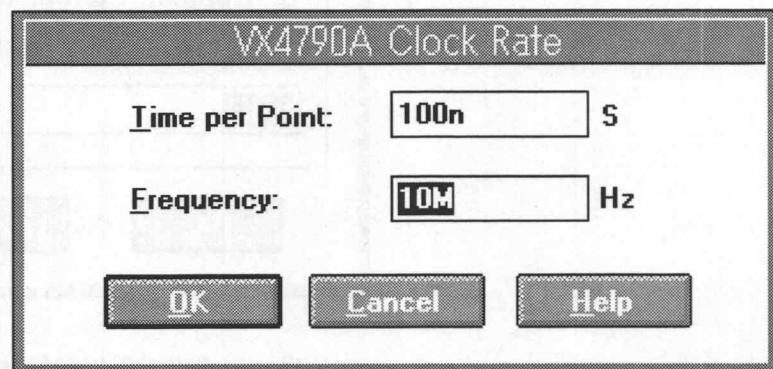 VX4790A Clock Rate
Time per Point: 100n S
Frequency: 10M Hz
OK Cancel Help